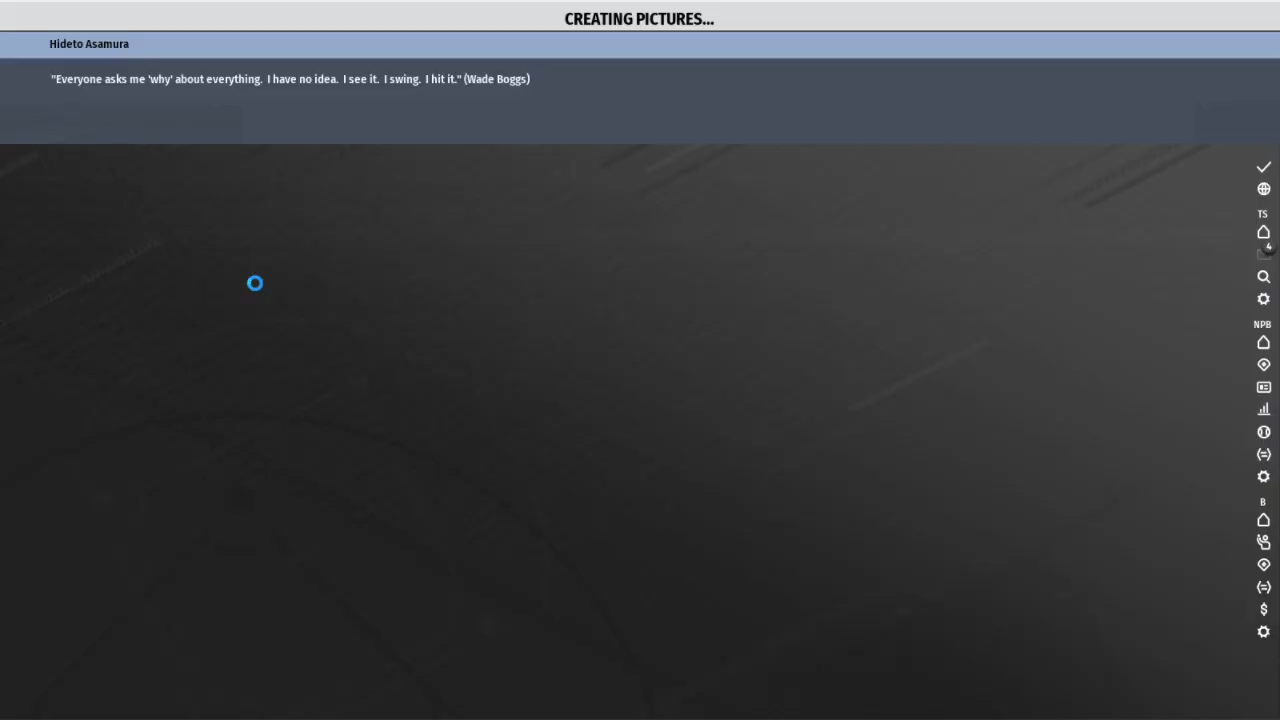 CREATING PICTURES...
Hideto Asamura
"Everyone asks me 'why' about everything. I have no idea. I see it. I swing. I hit it." (Wade Boggs)
TS
4
NPB
B